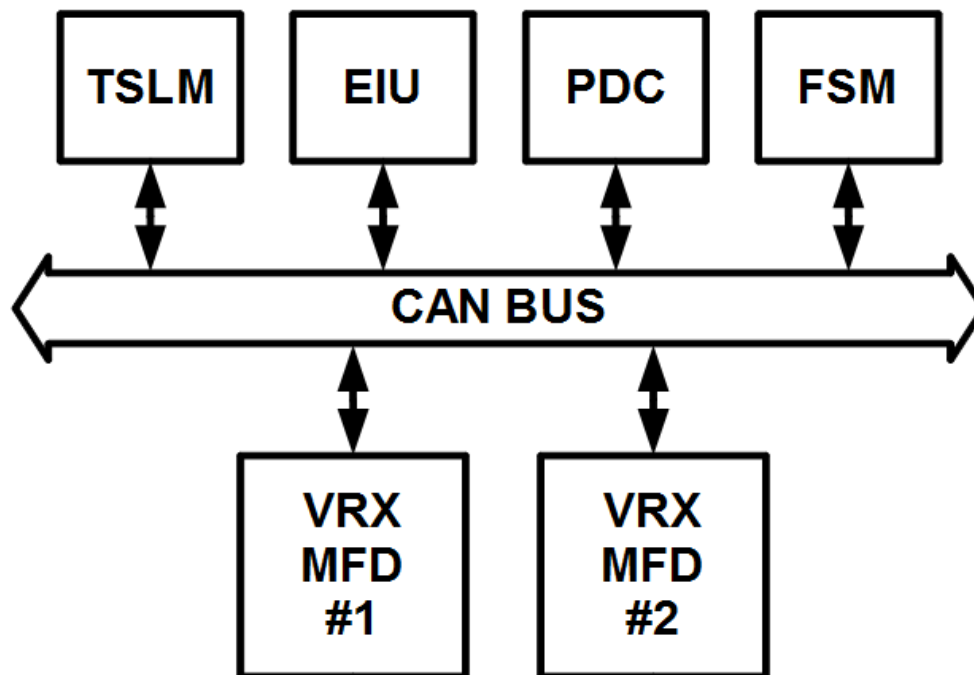 TSLM
EIU
PDC
FSM
CAN BUS
VRX
MFD
#1
VRX
MFD
#2